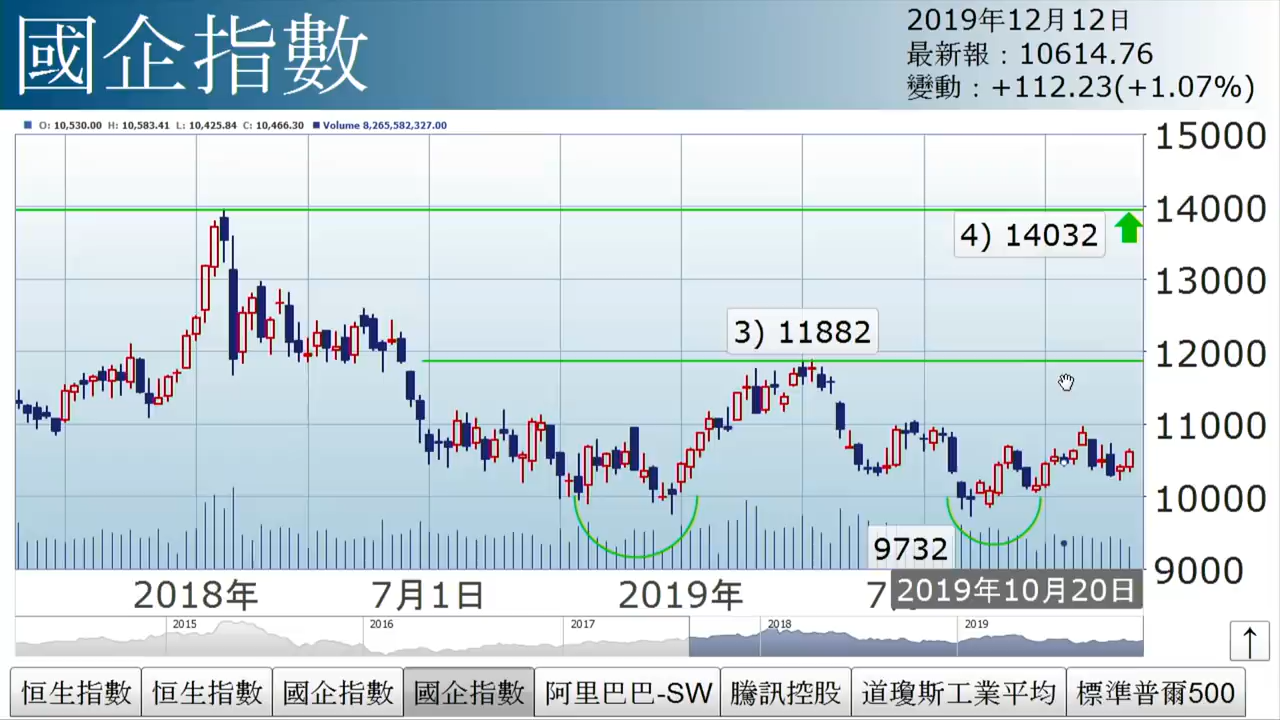 國企指數
2019年12月12日
最新報：10614.76
變動：+112.23(+1.07%)
O: 10,530.00 H: 10,583.41 L: 10,425.84 C: 10,466.30 Volume 8,265,582,327.00
15000
14000
4) 14032
13000
3) 11882
12000
11000
10000
9732
9000
2018年 7月1日 2019年 7
2019年10月20日
2015 2016 2017 2018 2019
恒生指數 恒生指數 國企指數 國企指數 阿里巴巴-SW 騰訊控股 道瓊斯工業平均 標準普爾500